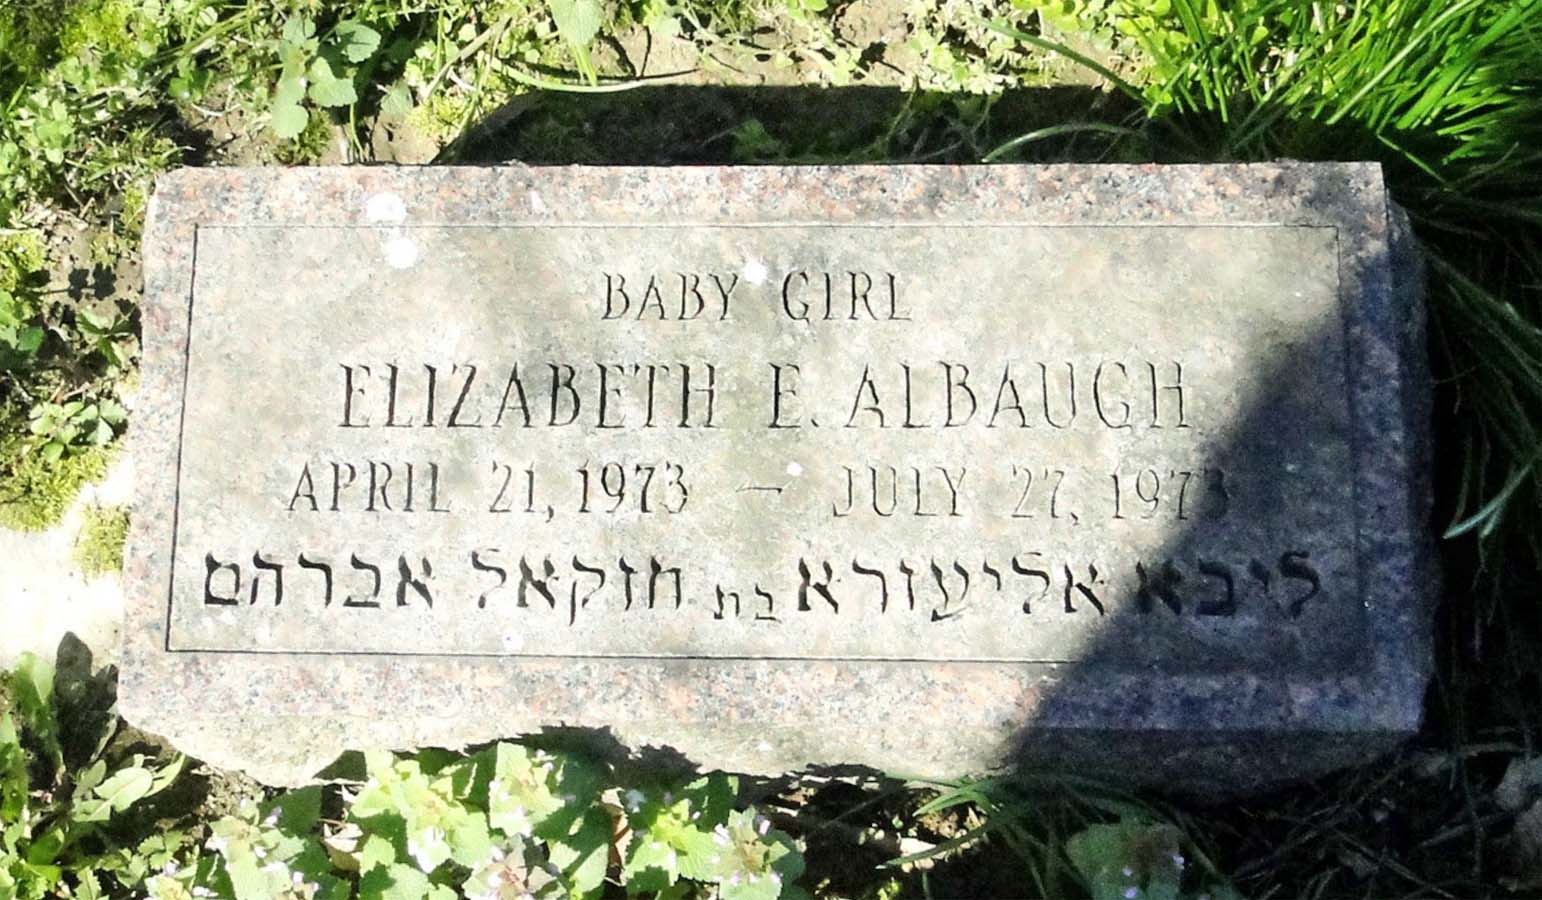 BABY GIRL
ELIZABETH E. ALBAUGH
APRIL 21, 1973 — JULY 27, 1973
ליבא אליעזרא בת חזקאל אברהם